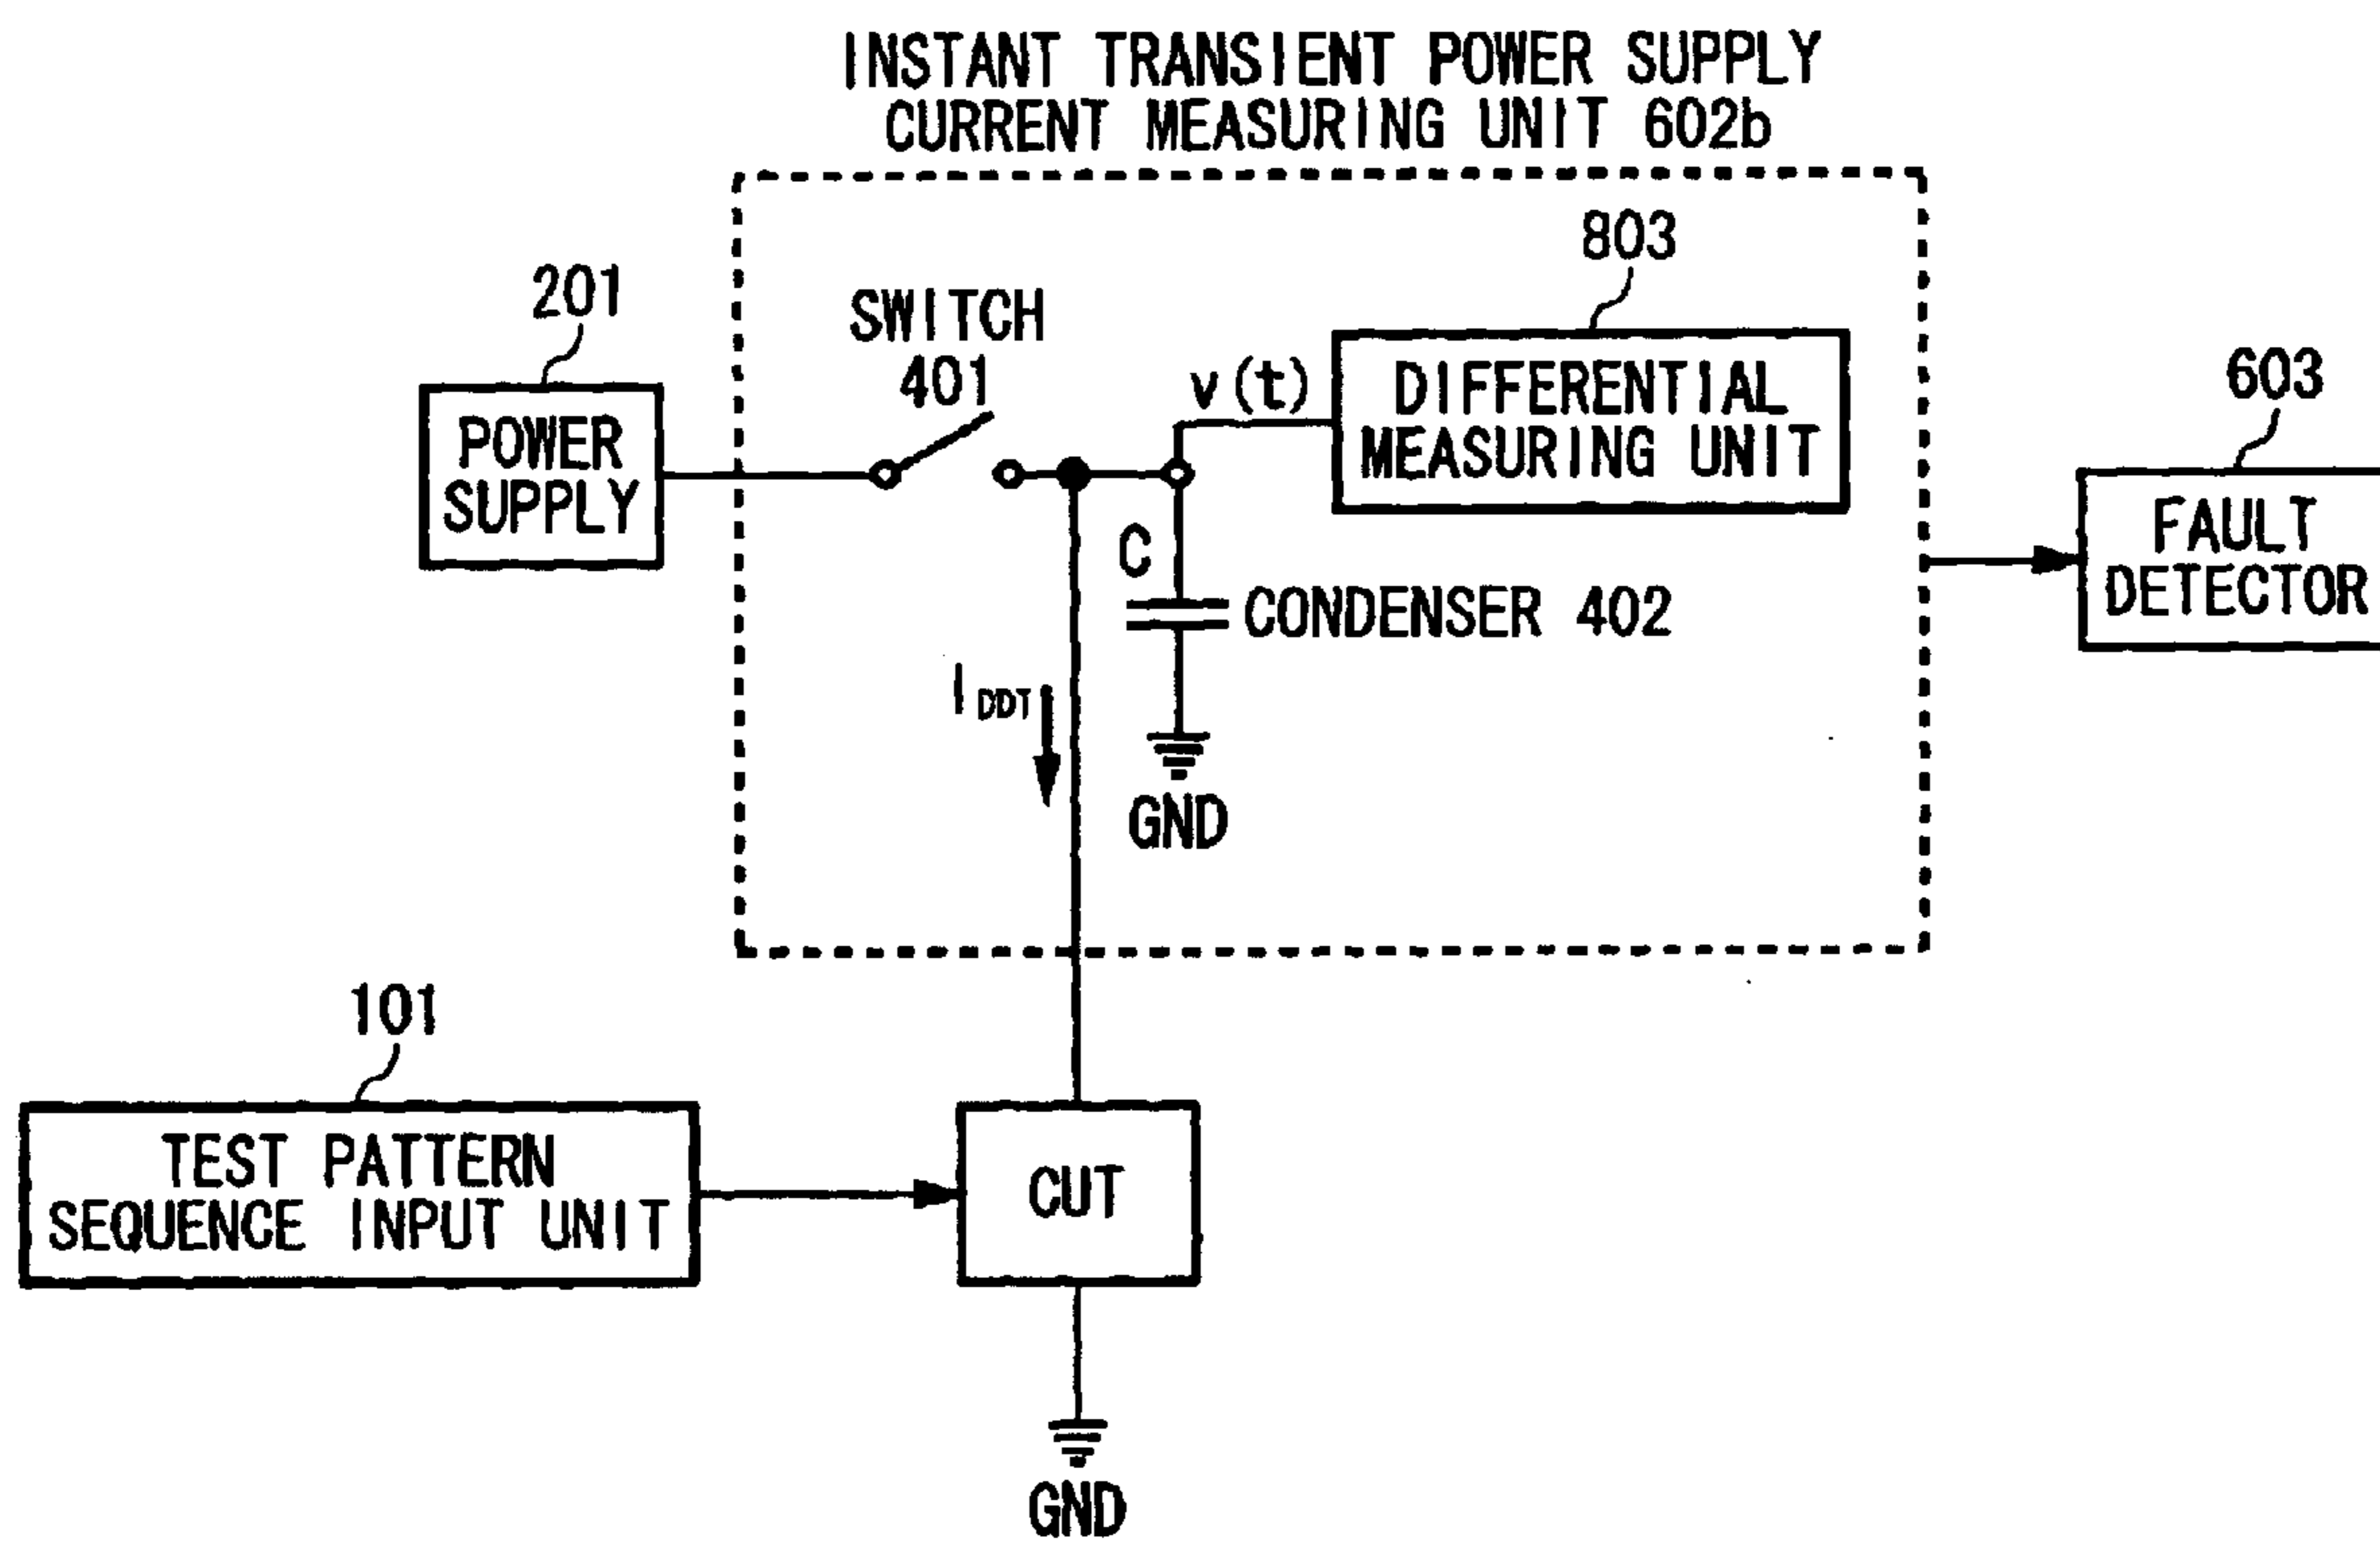 INSTANT TRANSIENT POWER SUPPLY
CURRENT MEASURING UNIT 602b
803
201
SWITCH
401
v(t)
DIFFERENTIAL
MEASURING UNIT
603
POWER
SUPPLY
FAULT
DETECTOR
C
CONDENSER 402
IDDT
GND
101
TEST PATTERN
SEQUENCE INPUT UNIT
CUT
GND